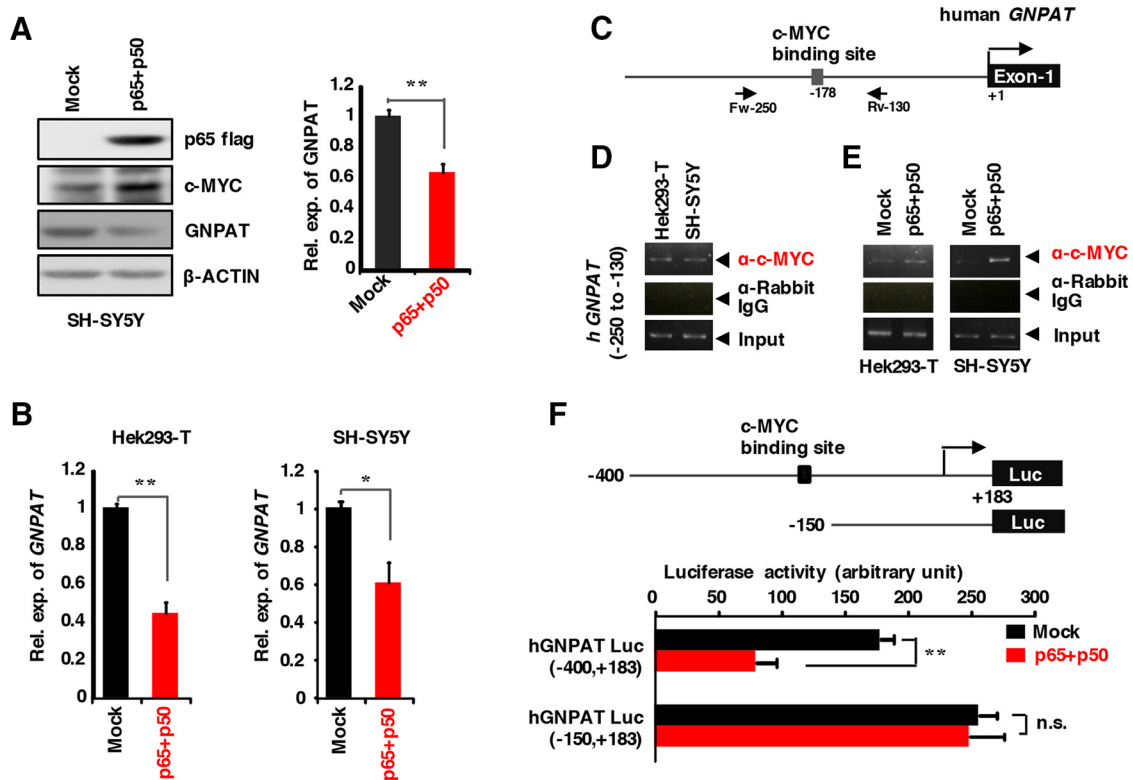 A
Mock
p65+p50
p65 flag
c-MYC
GNPAT
β-ACTIN
SH-SY5Y
Rel. exp. of GNPAT
1.2
1
0.8
0.6
0.4
0.2
0
**
Mock
p65+p50
B
Hek293-T
Rel. exp. of GNPAT
1.2
1
0.8
0.6
0.4
0.2
0
**
Mock
p65+p50
SH-SY5Y
Rel. exp. of GNPAT
1.2
1
0.8
0.6
0.4
0.2
0
*
Mock
p65+p50
C
human GNPAT
c-MYC
binding site
-178
Fw-250
Rv-130
+1
Exon-1
D
Hek293-T
SH-SY5Y
h GNPAT
(-250 to -130)
α-c-MYC
α-Rabbit
IgG
Input
E
Mock
p65+p50
Mock
p65+p50
α-c-MYC
α-Rabbit
IgG
Input
Hek293-T
SH-SY5Y
F
c-MYC
binding site
-400
Luc
+183
-150
Luc
Luciferase activity (arbitrary unit)
0 50 100 150 200 250 300
hGNPAT Luc
(-400,+183)
**
Mock
p65+p50
hGNPAT Luc
(-150,+183)
n.s.